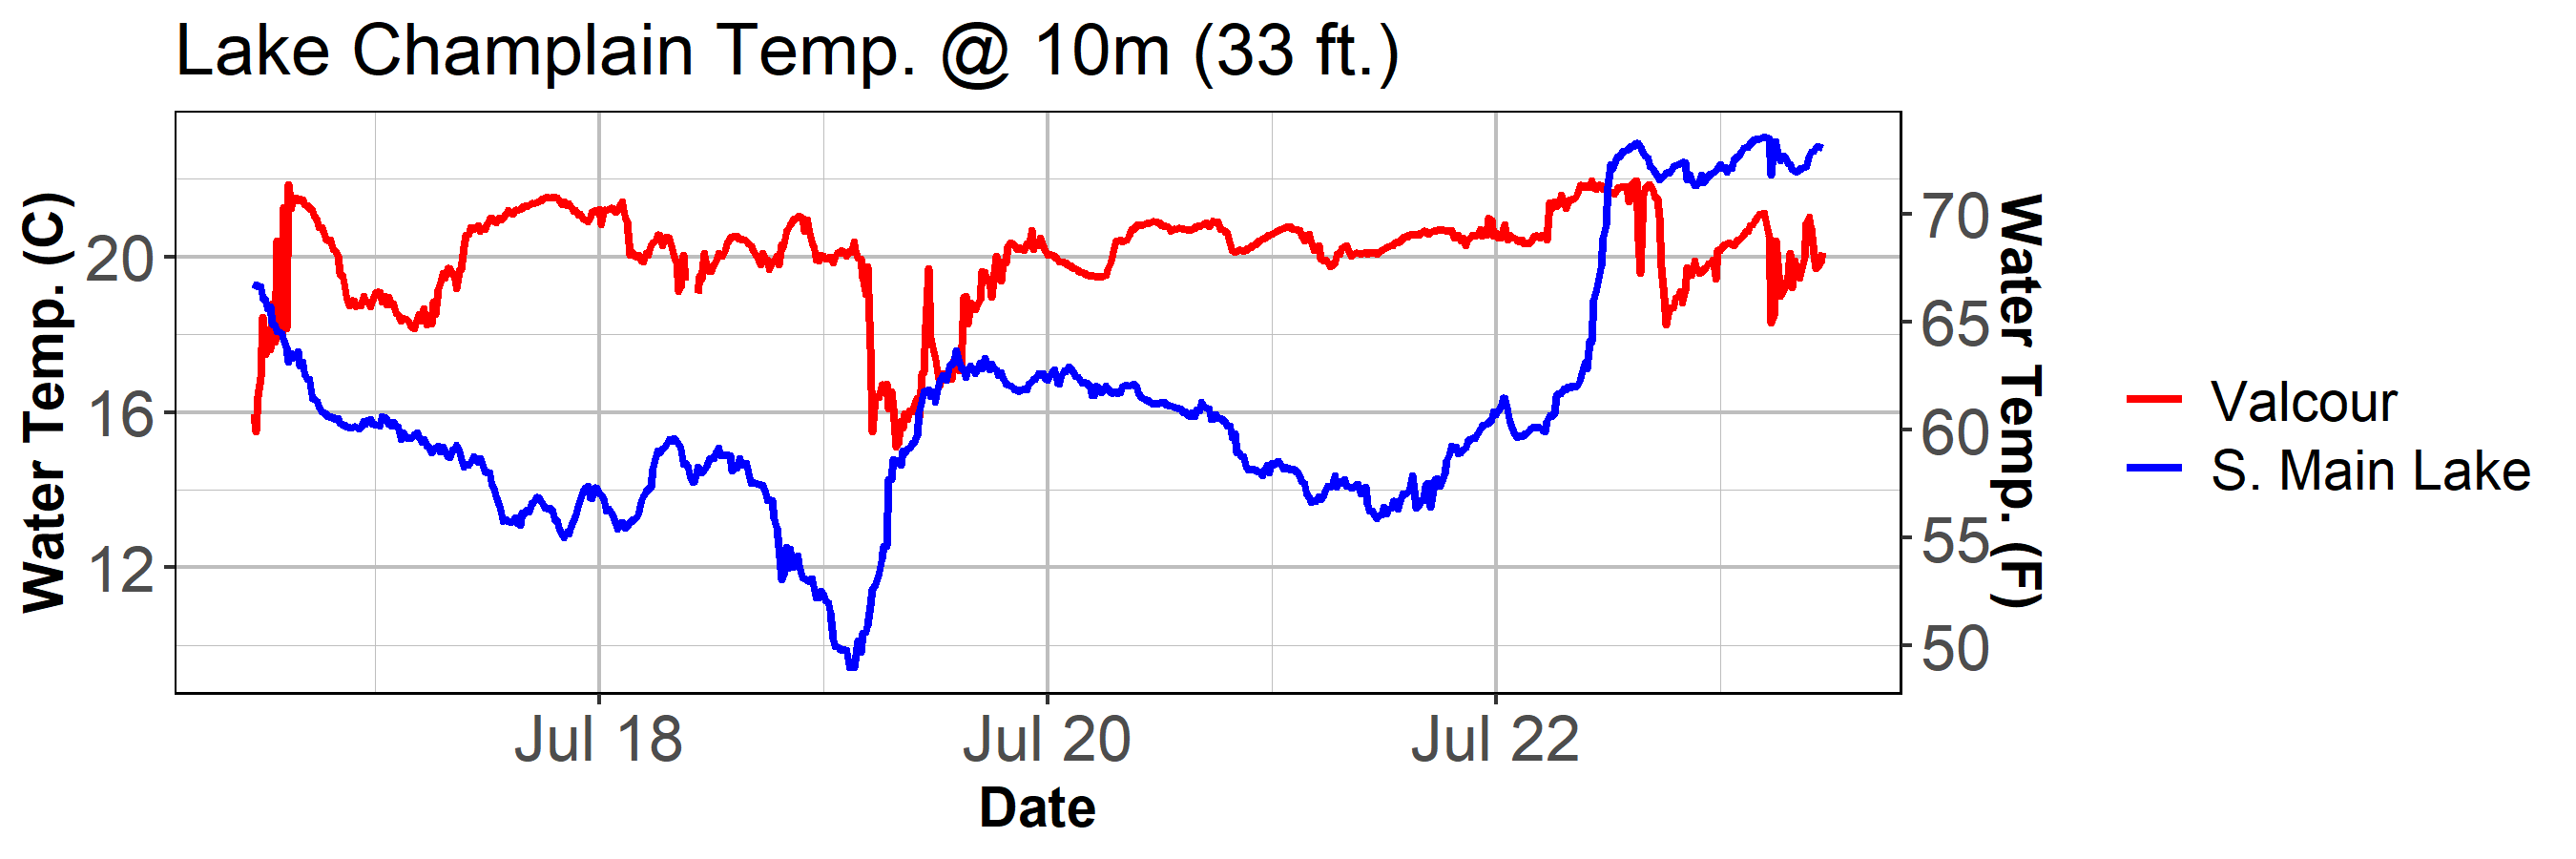 Lake Champlain Temp. @ 10m (33 ft.)
Water Temp. (C)
20
16
12
70
65
60
55
50
Water Temp. (F)
Jul 18
Jul 20
Jul 22
Date
Valcour
S. Main Lake